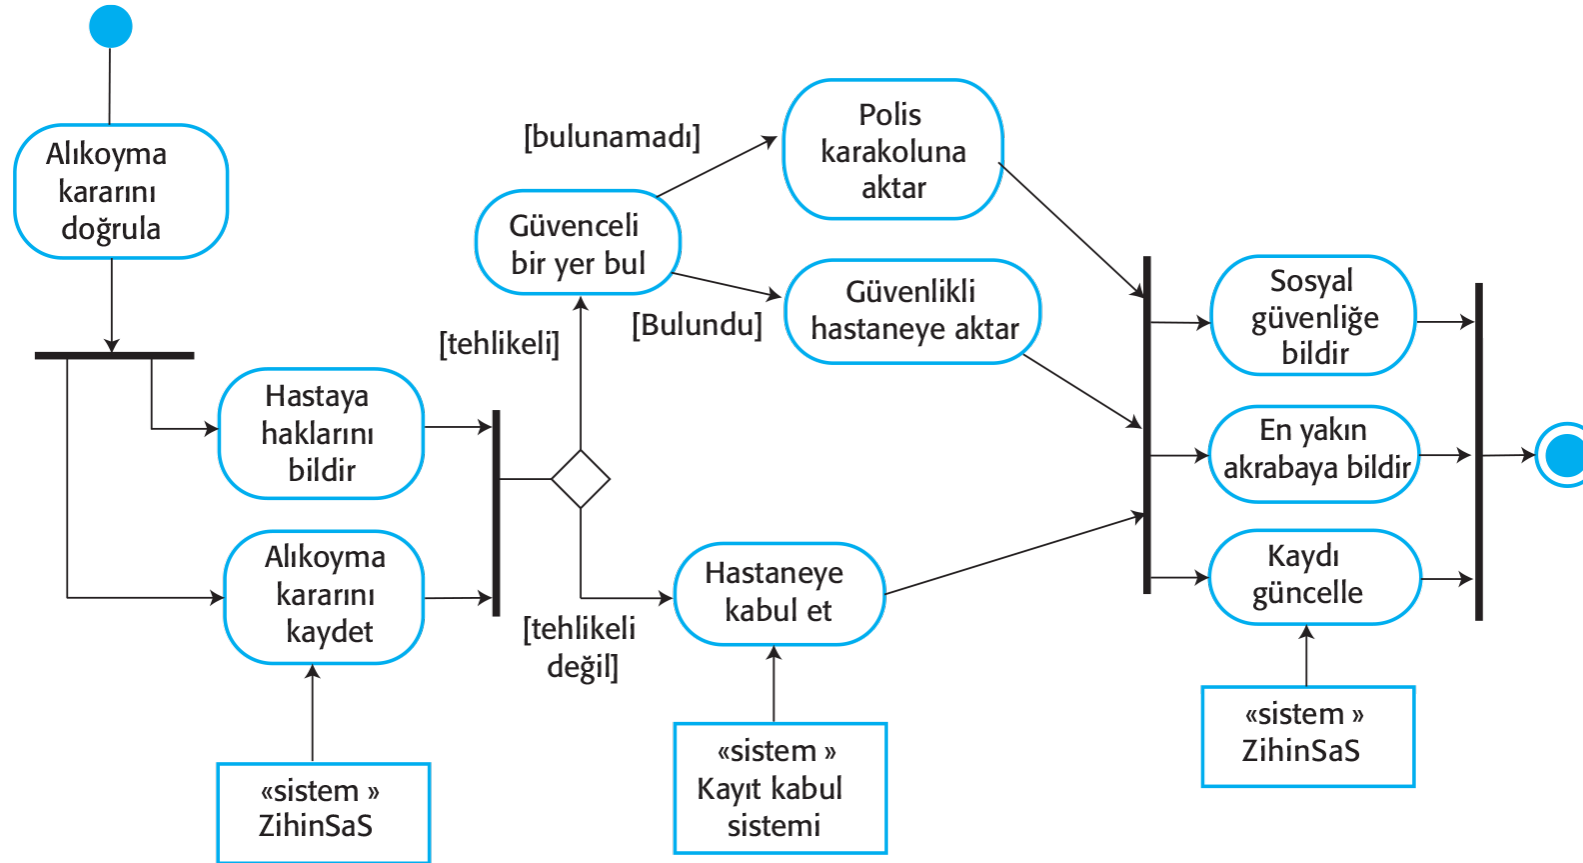 Alıkoyma
kararını
doğrula
Hastaya
haklarını
bildir
Alıkoyma
kararını
kaydet
«sistem »
ZihinSaS
[tehlikeli]
[tehlikeli
değil]
Güvenceli
bir yer bul
[bulunamadı]
[Bulundu]
Polis
karakoluna
aktar
Güvenlikli
hastaneye aktar
Hastaneye
kabul et
«sistem »
Kayıt kabul
sistemi
Sosyal
güvenliğe
bildir
En yakın
akrabaya bildir
Kaydı
güncelle
«sistem »
ZihinSaS